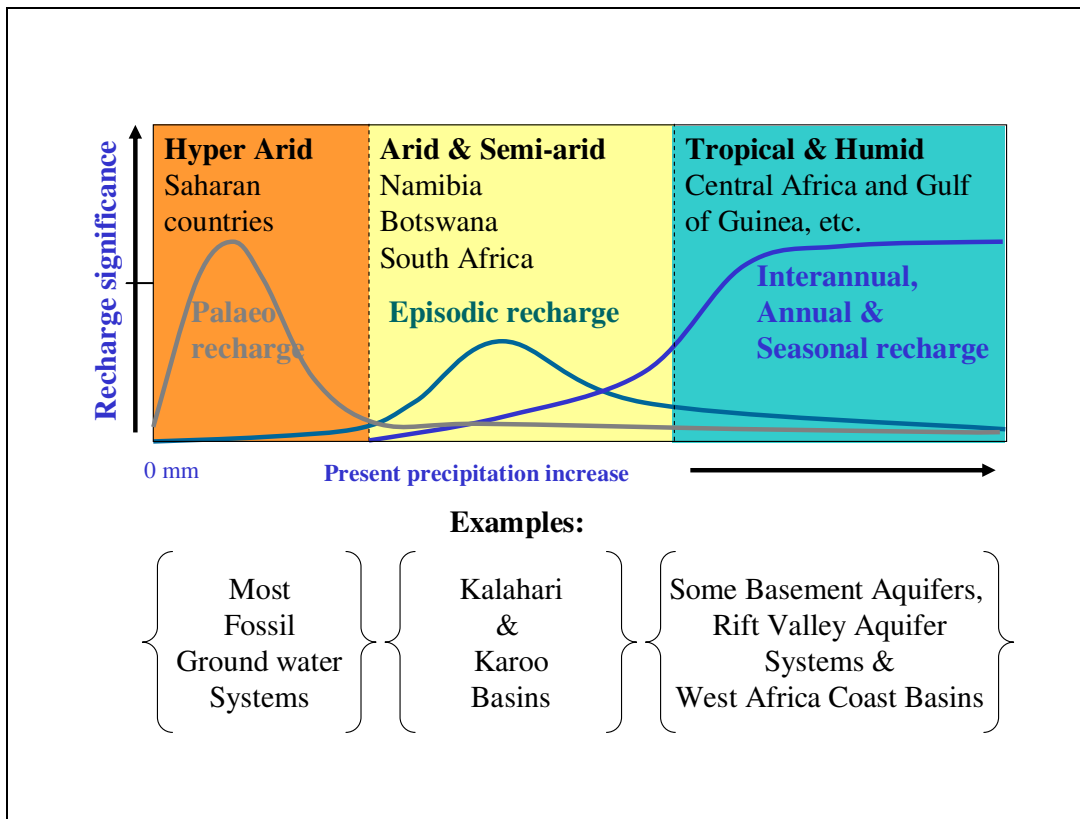 Recharge significance
Hyper Arid
Saharan
countries
Palaeo
recharge
Arid & Semi-arid
Namibia
Botswana
South Africa
Episodic recharge
Tropical & Humid
Central Africa and Gulf
of Guinea, etc.
Interannual,
Annual &
Seasonal recharge
0 mm
Present precipitation increase
Examples:
Most
Fossil
Ground water
Systems
Kalahari
&
Karoo
Basins
Some Basement Aquifers,
Rift Valley Aquifer
Systems &
West Africa Coast Basins